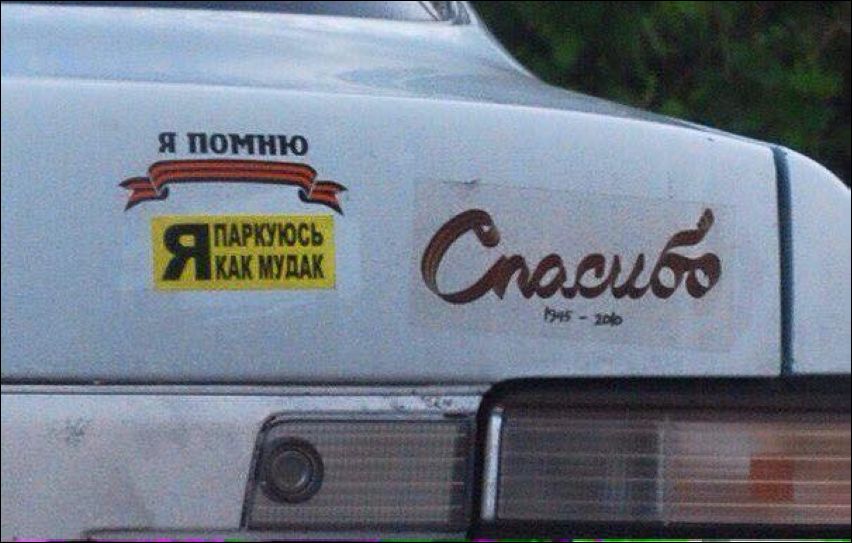 Я ПОМНЮ
Я ПАРКУЮСЬ
КАК МУДАК
Спасибо
1945 - 2010